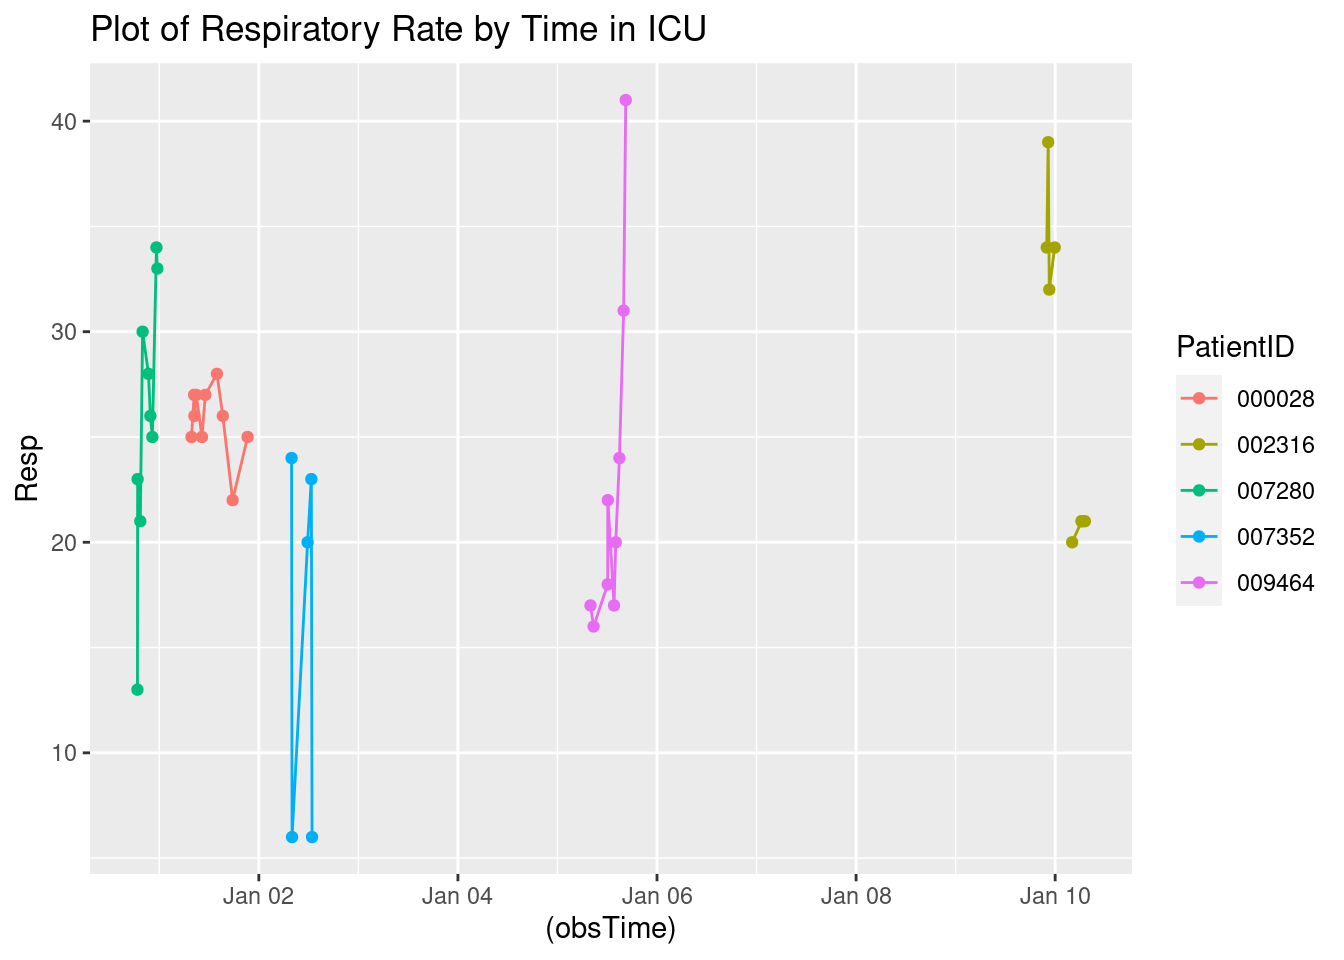 Plot of Respiratory Rate by Time in ICU
40
30
20
10
Resp
Jan 02
Jan 04
Jan 06
Jan 08
Jan 10
(obsTime)
PatientID
000028
002316
007280
007352
009464